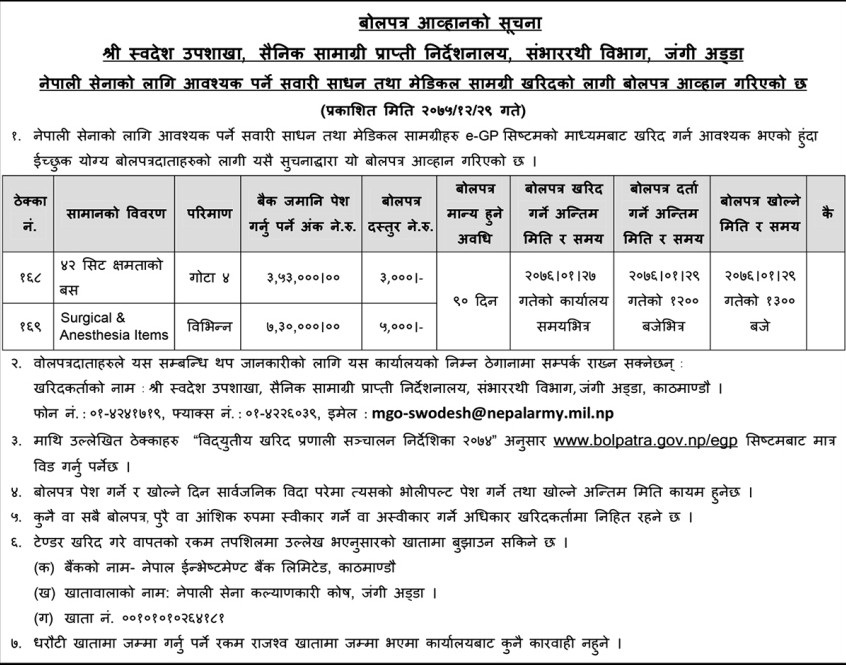 बोलपत्र आव्हानको सूचना
श्री स्वदेश उपशाखा, सैनिक सामाग्री प्राप्ती निर्देशनालय, संभाररथी विभाग, जंगी अड्डा
नेपाली सेनाको लागि आवश्यक पर्ने सवारी साधन तथा मेडिकल सामग्री खरिदको लागी बोलपत्र आव्हान गरिएको छ
(प्रकाशित मिति २०७५/१२/२९ गते)
१. नेपाली सेनाको लागि आवश्यक पर्ने सवारी साधन तथा मेडिकल सामग्रीहरु e-GP सिष्टमको माध्यमबाट खरिद गर्न आवश्यक भएको हुंदा
ईच्छुक योग्य बोलपत्रदाताहरुको लागी यसै सुचनाद्वारा यो बोलपत्र आव्हान गरिएको छ ।
ठेक्का नं. सामानको विवरण परिमाण बैक जमानि पेश गर्नु पर्ने अंक ने.रु. बोलपत्र दस्तुर ने.रु. बोलपत्र मान्य हुने अवधि बोलपत्र खरिद गर्ने अन्तिम मिति र समय बोलपत्र दर्ता गर्ने अन्तिम मिति र समय बोलपत्र खोल्ने मिति र समय कै
१६८ ४२ सिट क्षमताको बस गोटा ४ ३,५३,०००|०० ३,०००|- ९० दिन २०७६|०१|२७ गतेको कार्यालय समयभित्र २०७६|०१|२९ गतेको १२०० बजेभित्र २०७६|०१|२९ गतेको १३०० बजे
१६९ Surgical & Anesthesia Items विभिन्न ७,३०,०००|०० ५,०००|-
२. वोलपत्रदाताहरुले यस सम्बन्धि थप जानकारीको लागि यस कार्यालयको निम्न ठेगानामा सम्पर्क राख्न सक्नेछन् :
खरिदकर्ताको नाम : श्री स्वदेश उपशाखा, सैनिक सामाग्री प्राप्ती निर्देशनालय, संभाररथी विभाग, जंगी अड्डा, काठमाण्डौ ।
फोन नं. : ०१-४२४१७१९, फ्याक्स नं. : ०१-४२२६०३९, इमेल : mgo-swodesh@nepalarmy.mil.np
३. माथि उल्लेखित ठेक्काहरु “विद्युतीय खरिद प्रणाली सञ्चालन निर्देशिका २०७४” अनुसार www.bolpatra.gov.np/egp सिष्टमबाट मात्र
विड गर्नु पर्नेछ ।
४. बोलपत्र पेश गर्ने र खोल्ने दिन सार्वजनिक विदा परेमा त्यसको भोलीपल्ट पेश गर्ने तथा खोल्ने अन्तिम मिति कायम हुनेछ ।
५. कुनै वा सबै बोलपत्र, पुरै वा आंशिक रुपमा स्वीकार गर्ने वा अस्वीकार गर्ने अधिकार खरिदकर्तामा निहित रहने छ ।
६. टेण्डर खरिद गरे वापतको रकम तपशिलमा उल्लेख भएनुसारको खातामा बुझाउन सकिने छ ।
(क) बैंकको नाम- नेपाल ईन्भेष्टमेण्ट बैंक लिमिटेड, काठमाण्डौ
(ख) खातावालाको नाम: नेपाली सेना कल्याणकारी कोष, जंगी अड्डा ।
(ग) खाता नं. ००१०१०१०२६४१८१
७. धरौटी खातामा जम्मा गर्नु पर्ने रकम राजश्व खातामा जम्मा भएमा कार्यालयबाट कुनै कारवाही नहुने ।